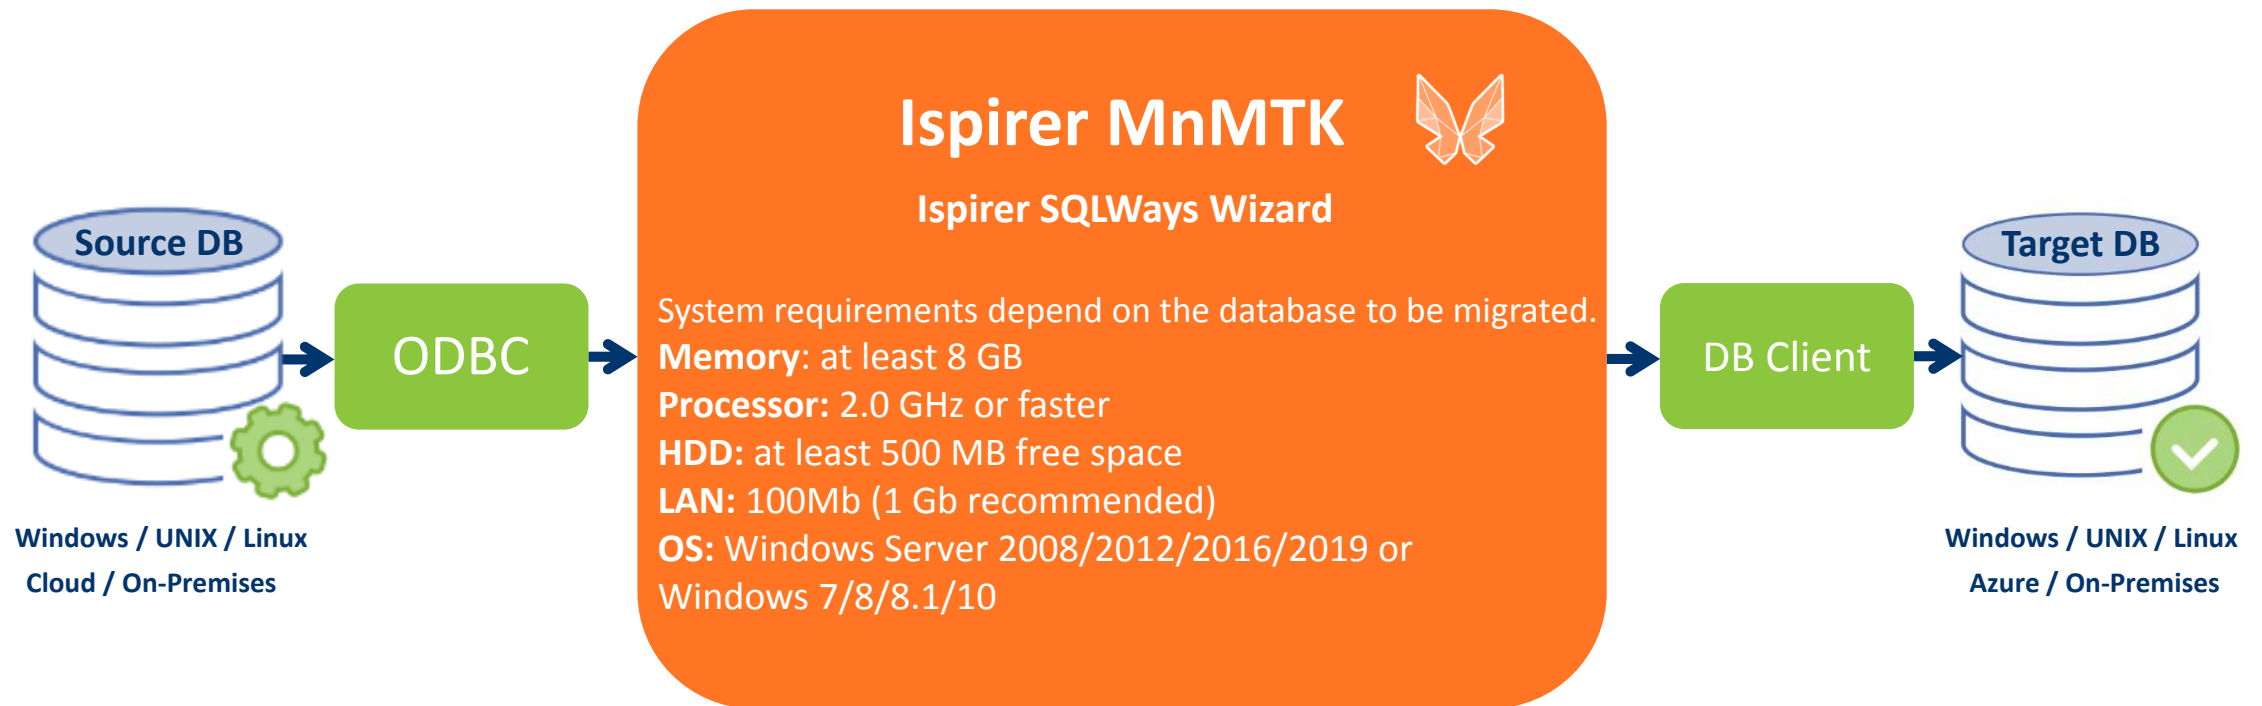 Source DB
Windows / UNIX / Linux
Cloud / On-Premises
ODBC
Ispirer MnMTK
Ispirer SQLWays Wizard
System requirements depend on the database to be migrated.
Memory: at least 8 GB
Processor: 2.0 GHz or faster
HDD: at least 500 MB free space
LAN: 100Mb (1 Gb recommended)
OS: Windows Server 2008/2012/2016/2019 or
Windows 7/8/8.1/10
DB Client
Target DB
Windows / UNIX / Linux
Azure / On-Premises